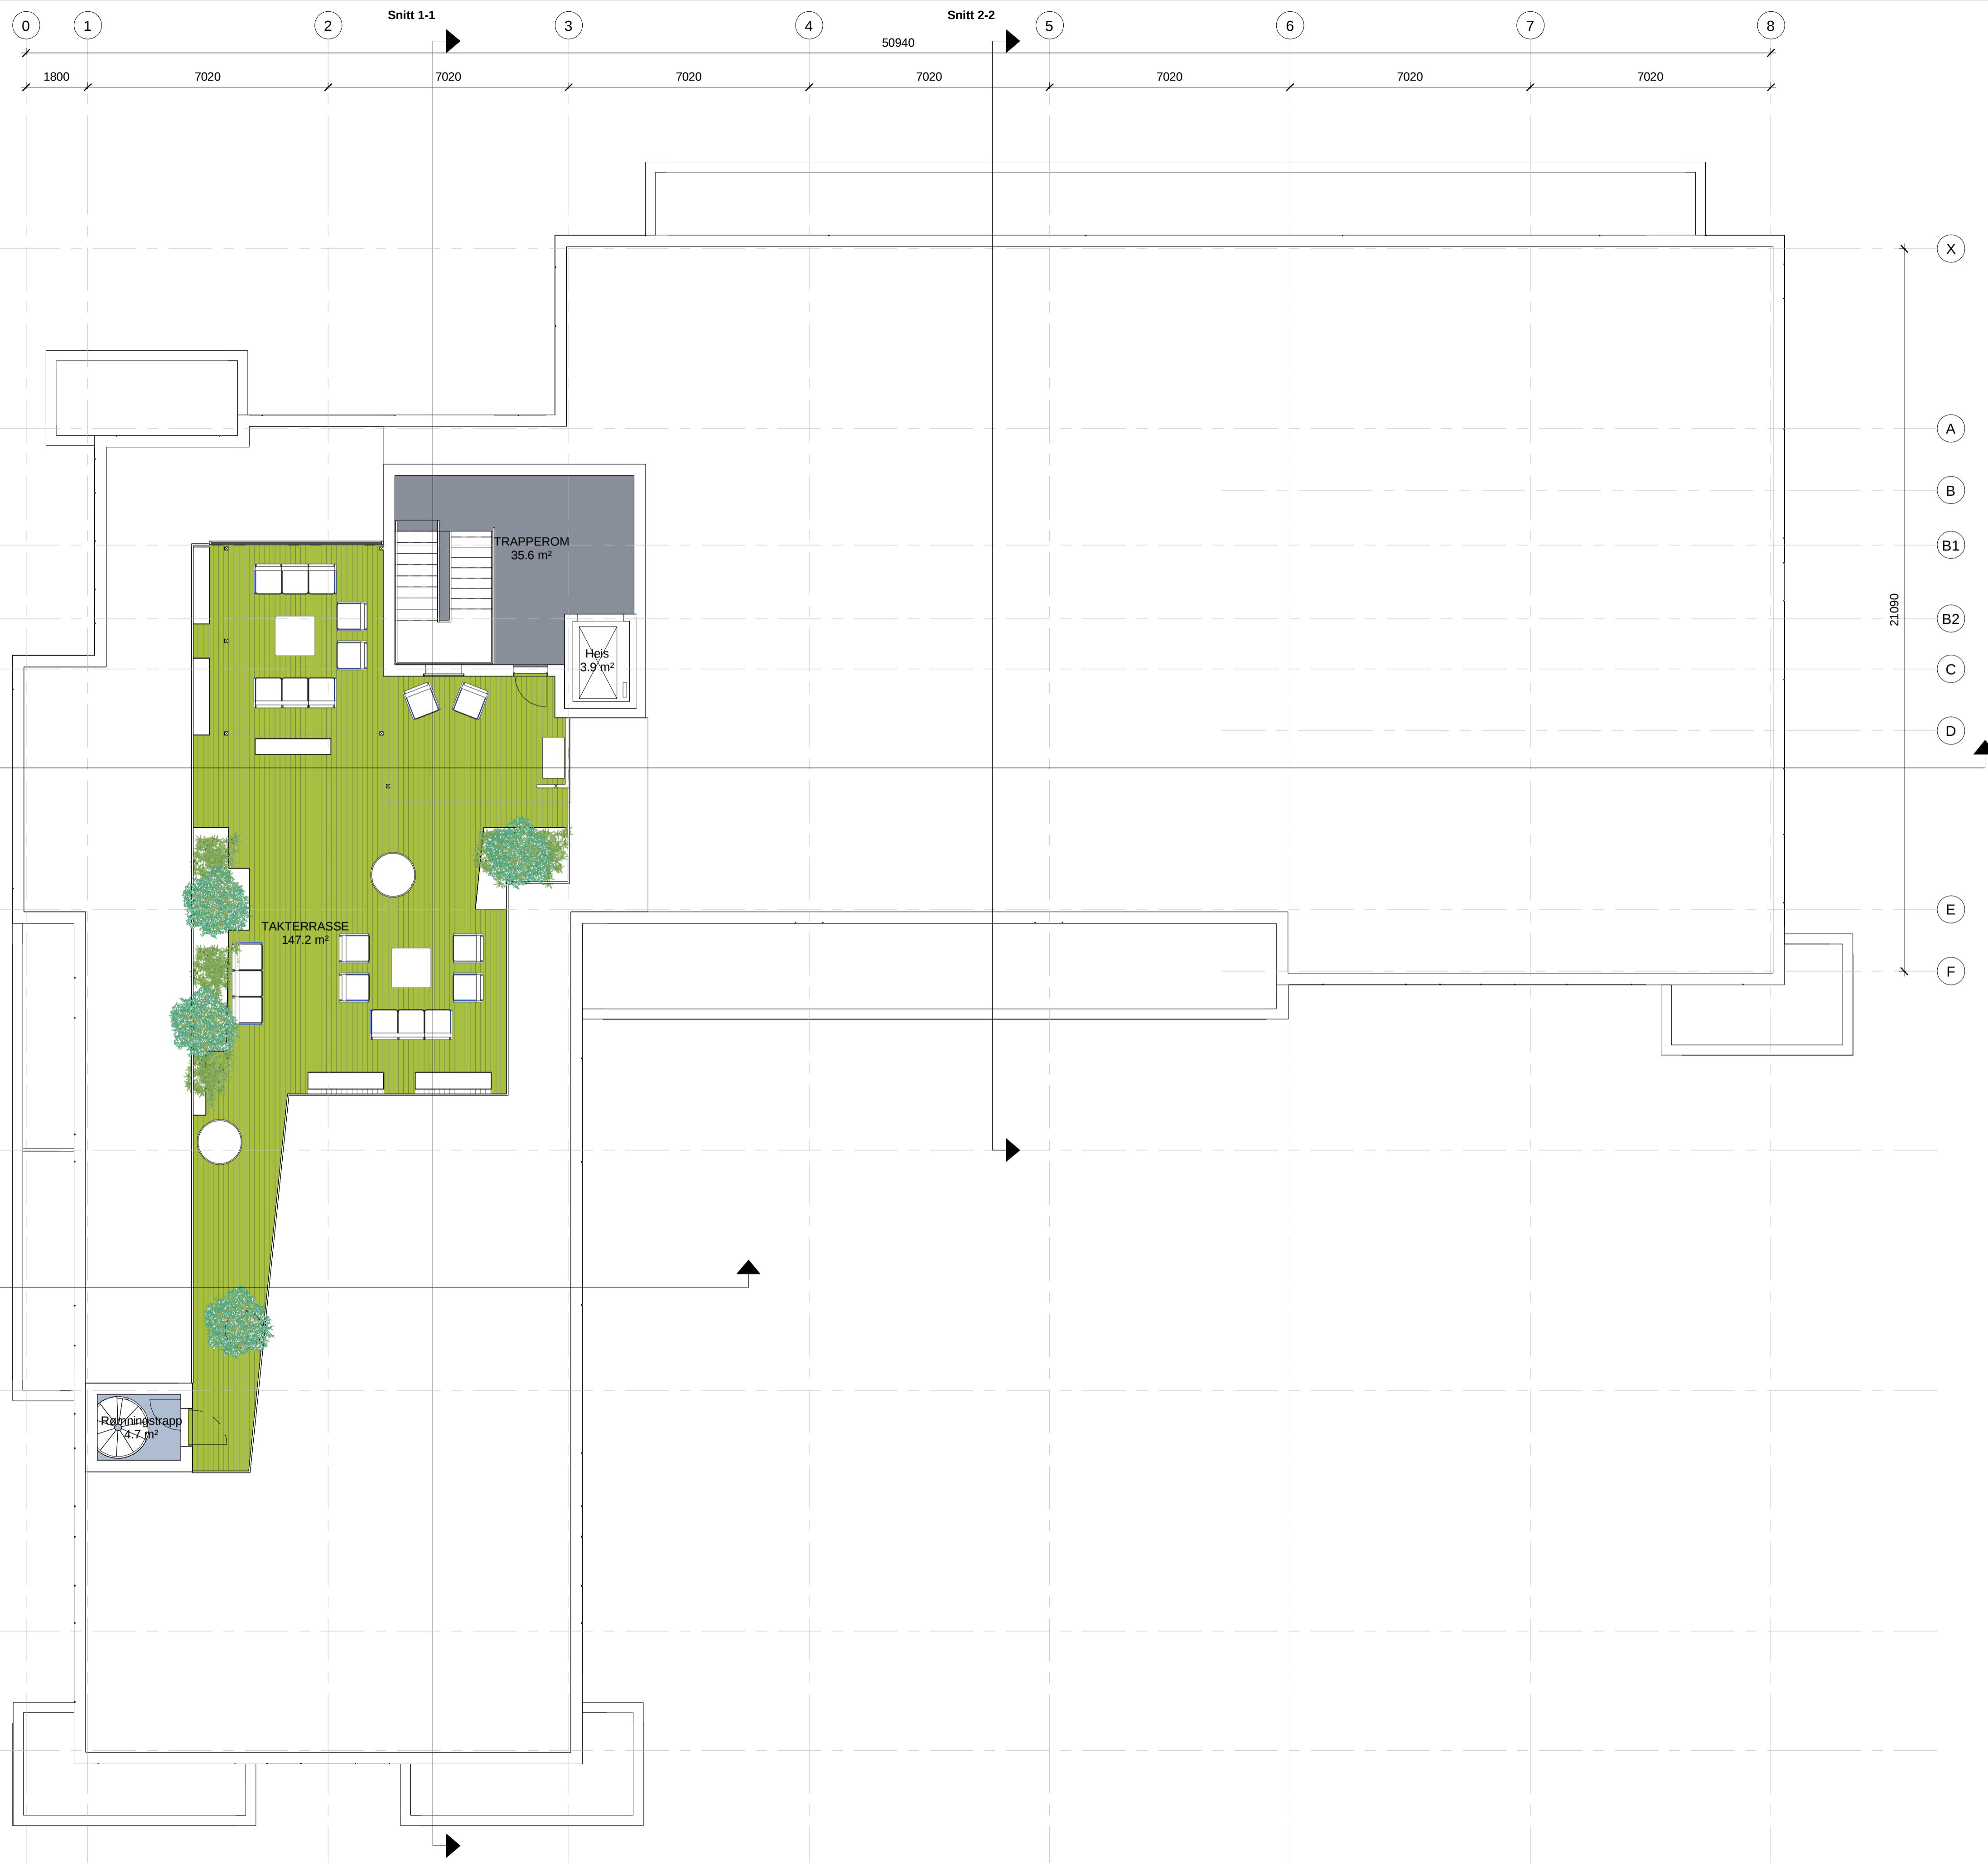 Snitt 1-1
Snitt 2-2
0
1
2
3
4
5
6
7
8
50940
1800
7020
7020
7020
7020
7020
7020
7020
X
A
B
TRAPPEROM
35.6 m²
B1
21090
B2
Heis
3.9 m²
C
D
E
TAKTERRASSE
147.2 m²
F
Rømningstrapp
4.7 m²